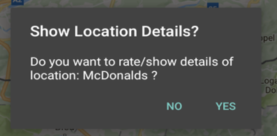 Show Location Details?
Do you want to rate/show details of
location: McDonalds ?
NO YES